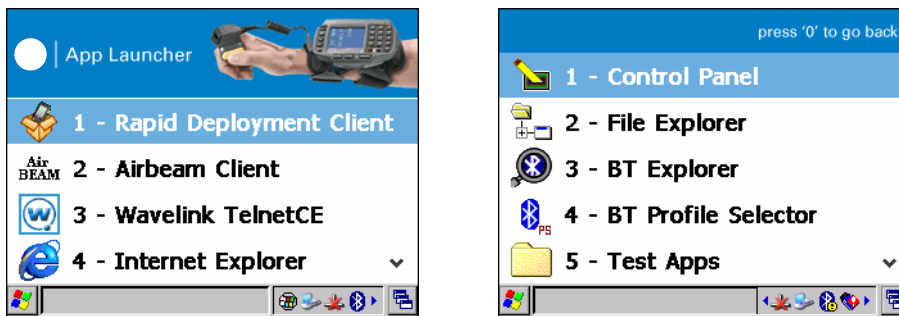 App Launcher
1 - Rapid Deployment Client
Air BEAM 2 - Airbeam Client
3 - Wavelink TelnetCE
4 - Internet Explorer
press '0' to go back
1 - Control Panel
2 - File Explorer
3 - BT Explorer
PS 4 - BT Profile Selector
5 - Test Apps